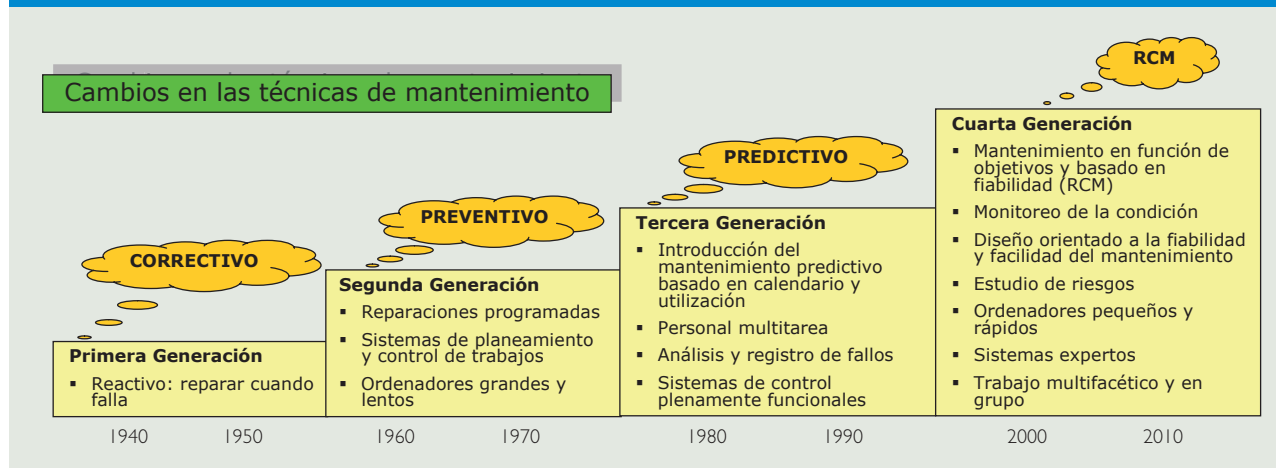 Cambios en las técnicas de mantenimiento
CORRECTIVO
Primera Generación
▪ Reactivo: reparar cuando
falla
PREVENTIVO
Segunda Generación
▪ Reparaciones programadas
▪ Sistemas de planeamiento
y control de trabajos
▪ Ordenadores grandes y
lentos
PREDICTIVO
Tercera Generación
▪ Introducción del
mantenimiento predictivo
basado en calendario y
utilización
▪ Personal multitarea
▪ Análisis y registro de fallos
▪ Sistemas de control
plenamente funcionales
RCM
Cuarta Generación
▪ Mantenimiento en función de
objetivos y basado en
fiabilidad (RCM)
▪ Monitoreo de la condición
▪ Diseño orientado a la fiabilidad
y facilidad del mantenimiento
▪ Estudio de riesgos
▪ Ordenadores pequeños y
rápidos
▪ Sistemas expertos
▪ Trabajo multifacético y en
grupo
1940 1950 1960 1970 1980 1990 2000 2010